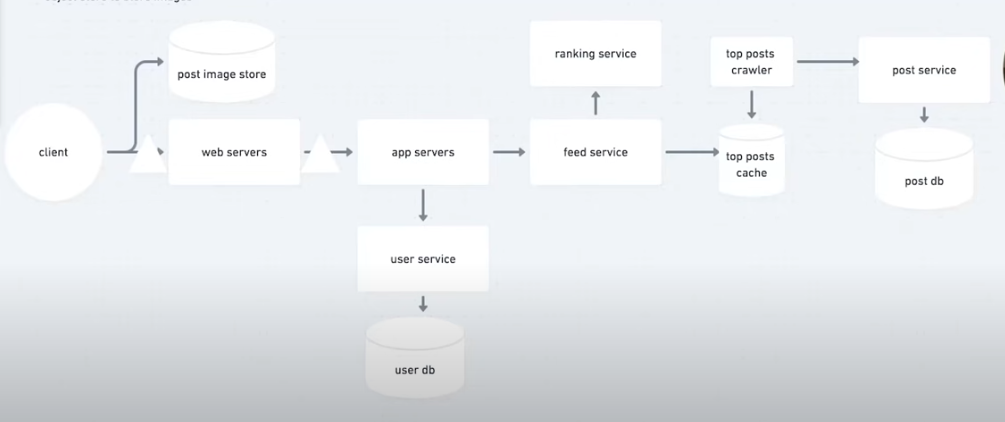 post image store
ranking service
top posts
crawler
post service
client
web servers
app servers
feed service
top posts
cache
post db
user service
user db